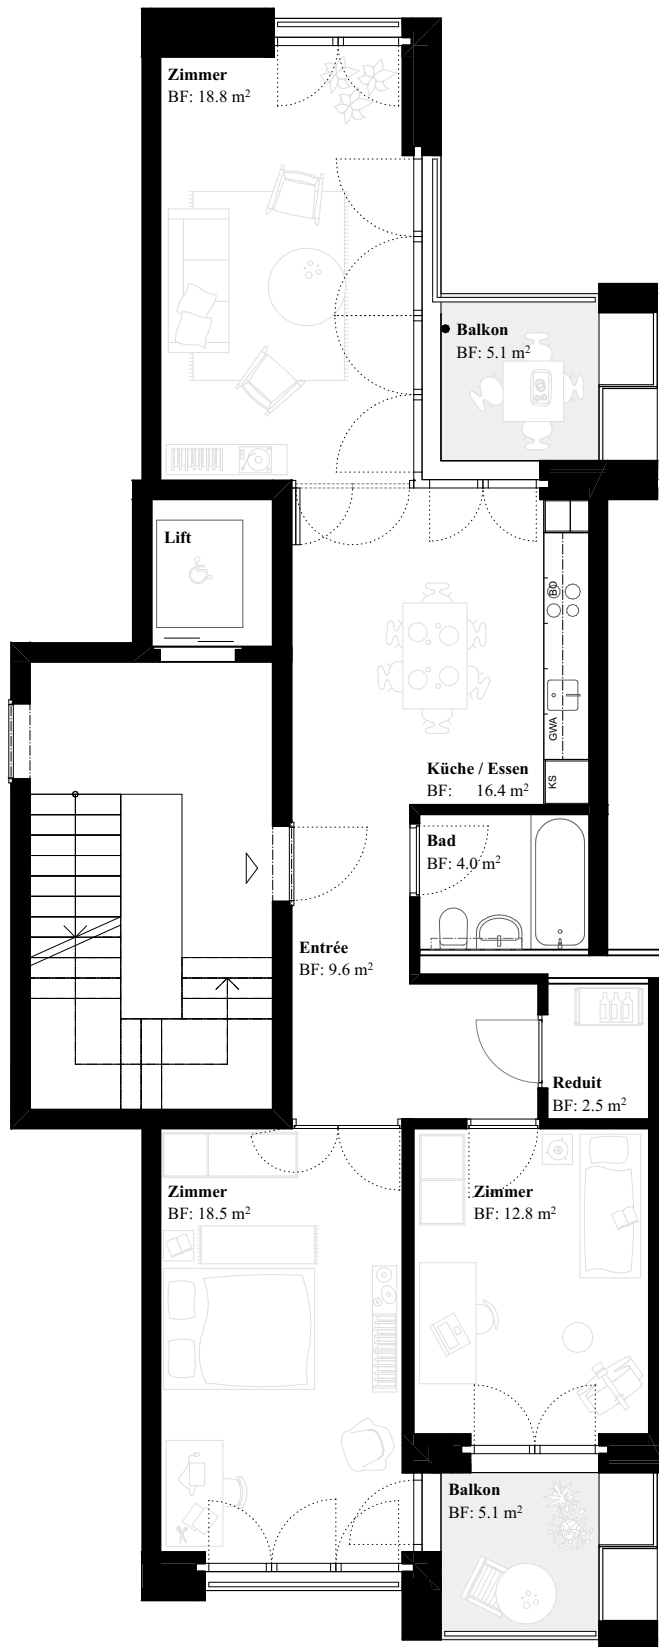 Zimmer
BF: 18.8 m²
Balkon
BF: 5.1 m²
Lift
BO
GWA
KS
Küche / Essen
BF: 16.4 m²
Bad
BF: 4.0 m²
Entrée
BF: 9.6 m²
Reduit
BF: 2.5 m²
Zimmer
BF: 18.5 m²
Zimmer
BF: 12.8 m²
Balkon
BF: 5.1 m²